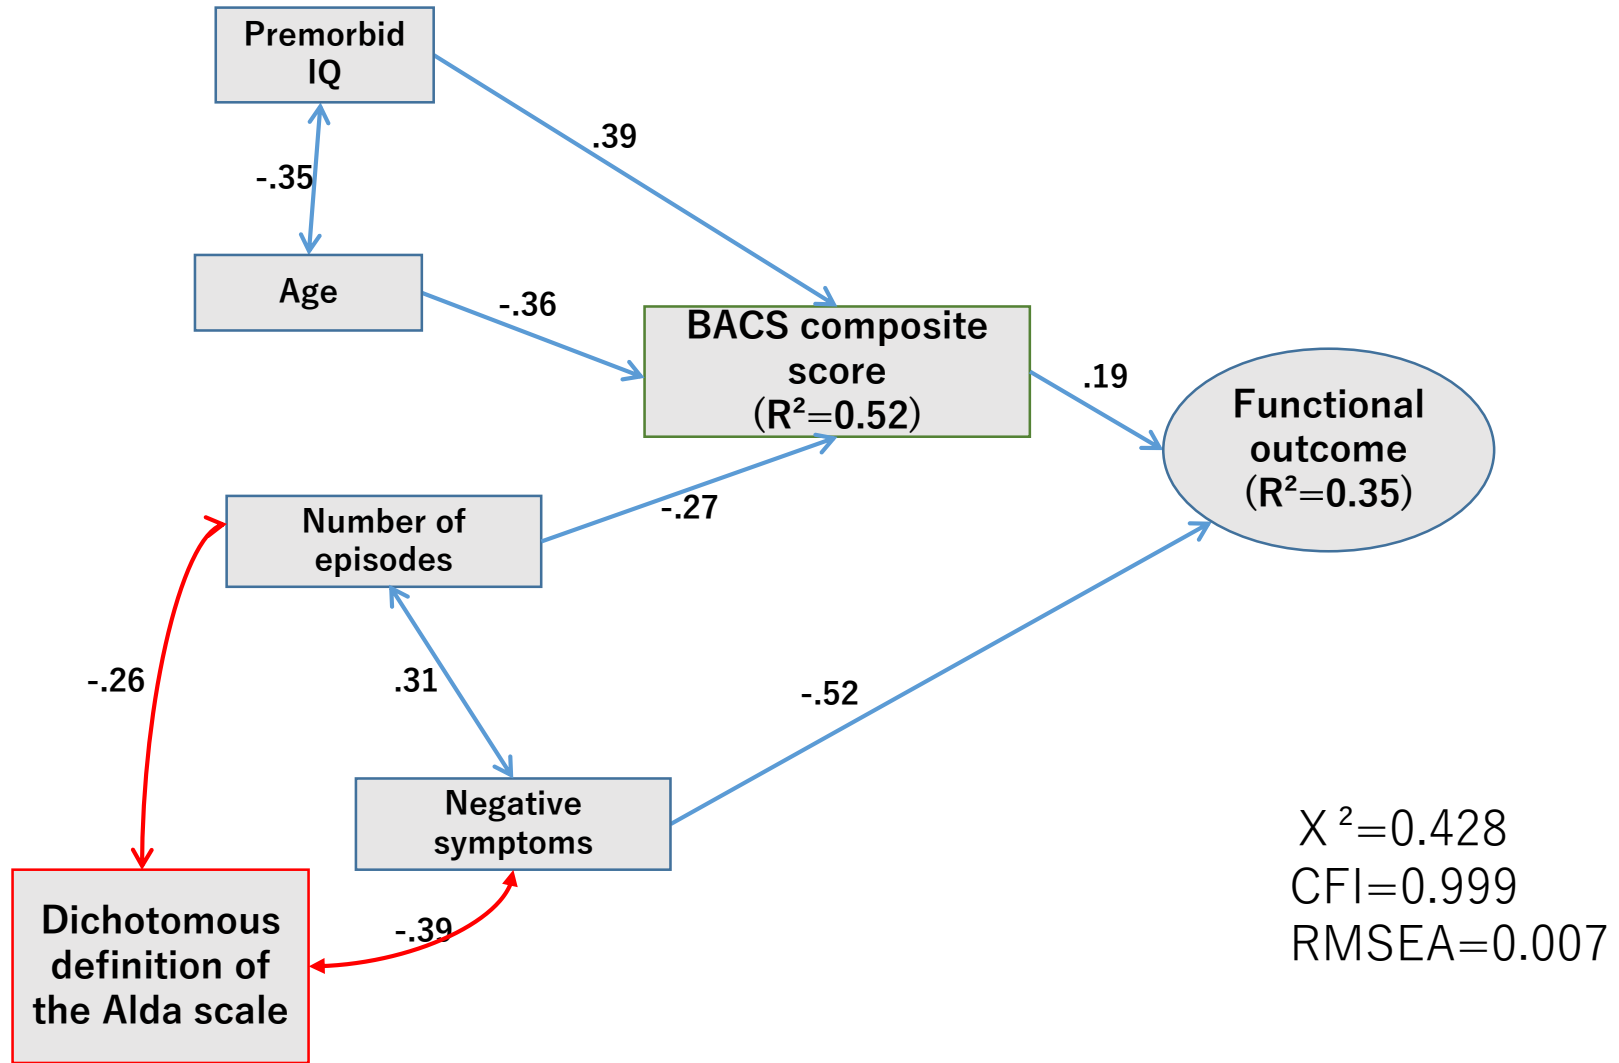 Premorbid
IQ
.39
-.35
Age
-.36
BACS composite
score
(R²=0.52)
.19
Functional
outcome
(R²=0.35)
Number of
episodes
-.27
-.26
.31
-.52
Negative
symptoms
-.39
Dichotomous
definition of
the Alda scale
X ²=0.428
CFI=0.999
RMSEA=0.007